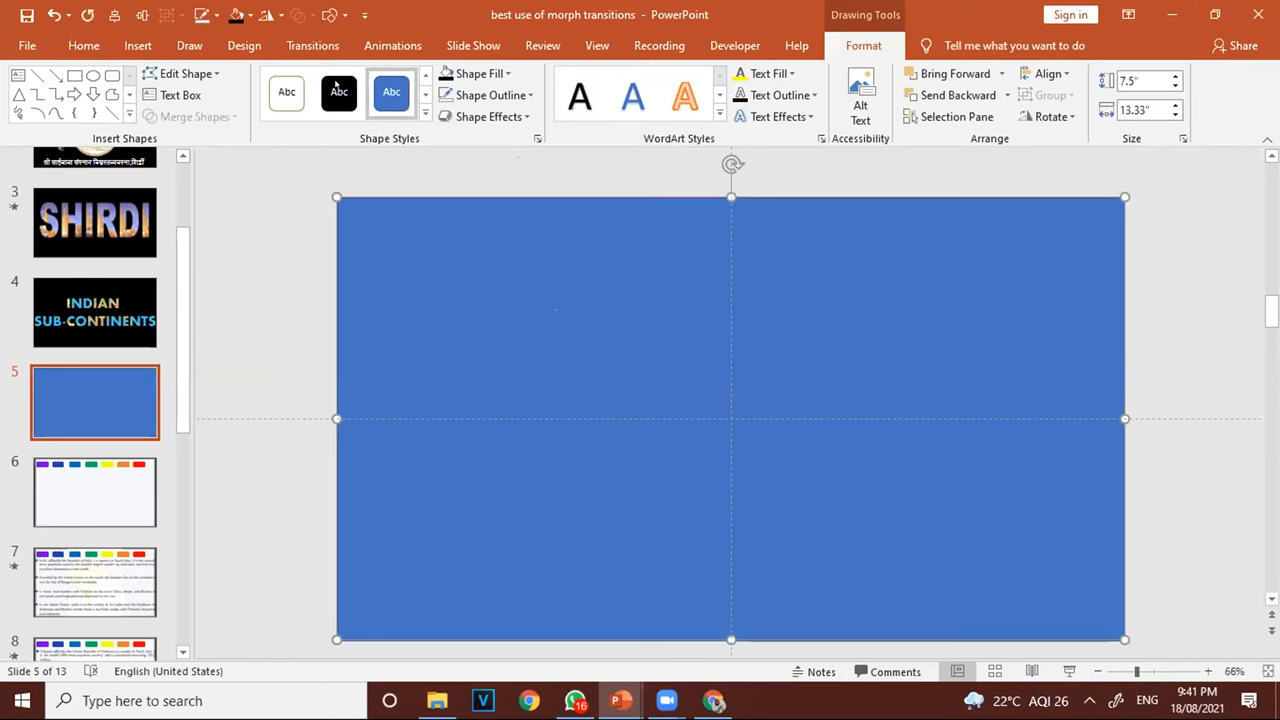 best use of morph transitions - PowerPoint
Drawing Tools
Sign in
File Home Insert Draw Design Transitions Animations Slide Show Review View Recording Developer Help Format Tell me what you want to do Share
Edit Shape
Text Box
Merge Shapes
Insert Shapes
Abc Abc Abc
Shape Fill
Shape Outline
Shape Effects
Shape Styles
A A A
Text Fill
Text Outline
Text Effects
WordArt Styles
Alt
Text
Accessibility
Bring Forward
Send Backward
Selection Pane
Align
Group
Rotate
Arrange
7.5"
13.33"
Size
3
SHIRDI
4
INDIAN
SUB-CONTINENTS
5
6
7
8
Slide 5 of 13 English (United States) Notes Comments 66%
Type here to search
16
22°C AQI 26
ENG
9:41 PM
18/08/2021